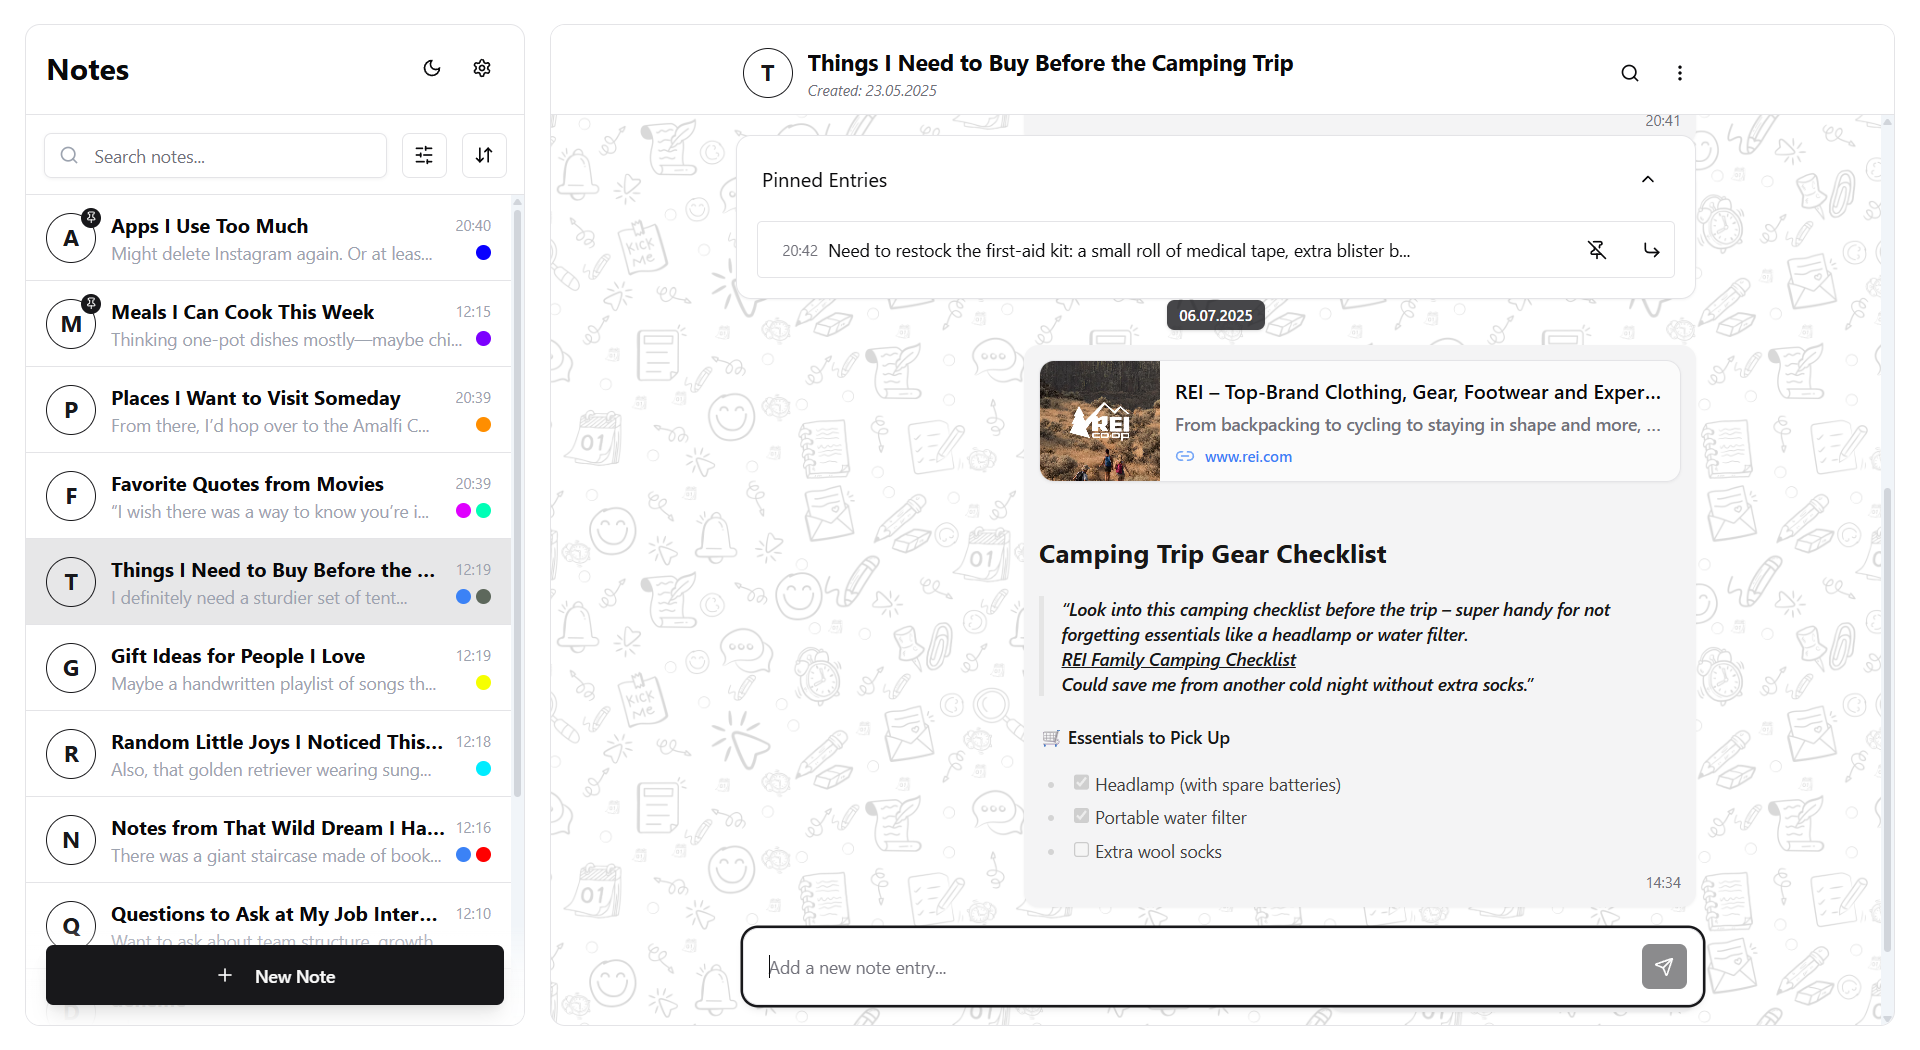 Notes
Search notes...
A
Apps I Use Too Much
20:40
Might delete Instagram again. Or at leas...
M
Meals I Can Cook This Week
12:15
Thinking one-pot dishes mostly—maybe chi...
P
Places I Want to Visit Someday
20:39
From there, I’d hop over to the Amalfi C...
F
Favorite Quotes from Movies
20:39
“I wish there was a way to know you’re i...
T
Things I Need to Buy Before the ...
12:19
I definitely need a sturdier set of tent...
G
Gift Ideas for People I Love
12:19
Maybe a handwritten playlist of songs th...
R
Random Little Joys I Noticed This...
12:18
Also, that golden retriever wearing sung...
N
Notes from That Wild Dream I Ha...
12:16
There was a giant staircase made of book...
Q
Questions to Ask at My Job Inter...
12:10
Want to ask about team structure, growth
+ New Note
T
Things I Need to Buy Before the Camping Trip
Created: 23.05.2025
20:41
Pinned Entries
20:42 Need to restock the first-aid kit: a small roll of medical tape, extra blister b...
06.07.2025
REI
coop
REI – Top-Brand Clothing, Gear, Footwear and Exper...
From backpacking to cycling to staying in shape and more, ...
www.rei.com
Camping Trip Gear Checklist
“Look into this camping checklist before the trip – super handy for not
forgetting essentials like a headlamp or water filter.
REI Family Camping Checklist
Could save me from another cold night without extra socks.”
🛒 Essentials to Pick Up
Headlamp (with spare batteries)
Portable water filter
Extra wool socks
14:34
Add a new note entry...
KICK
ME
01
01
KICK
ME
01
01